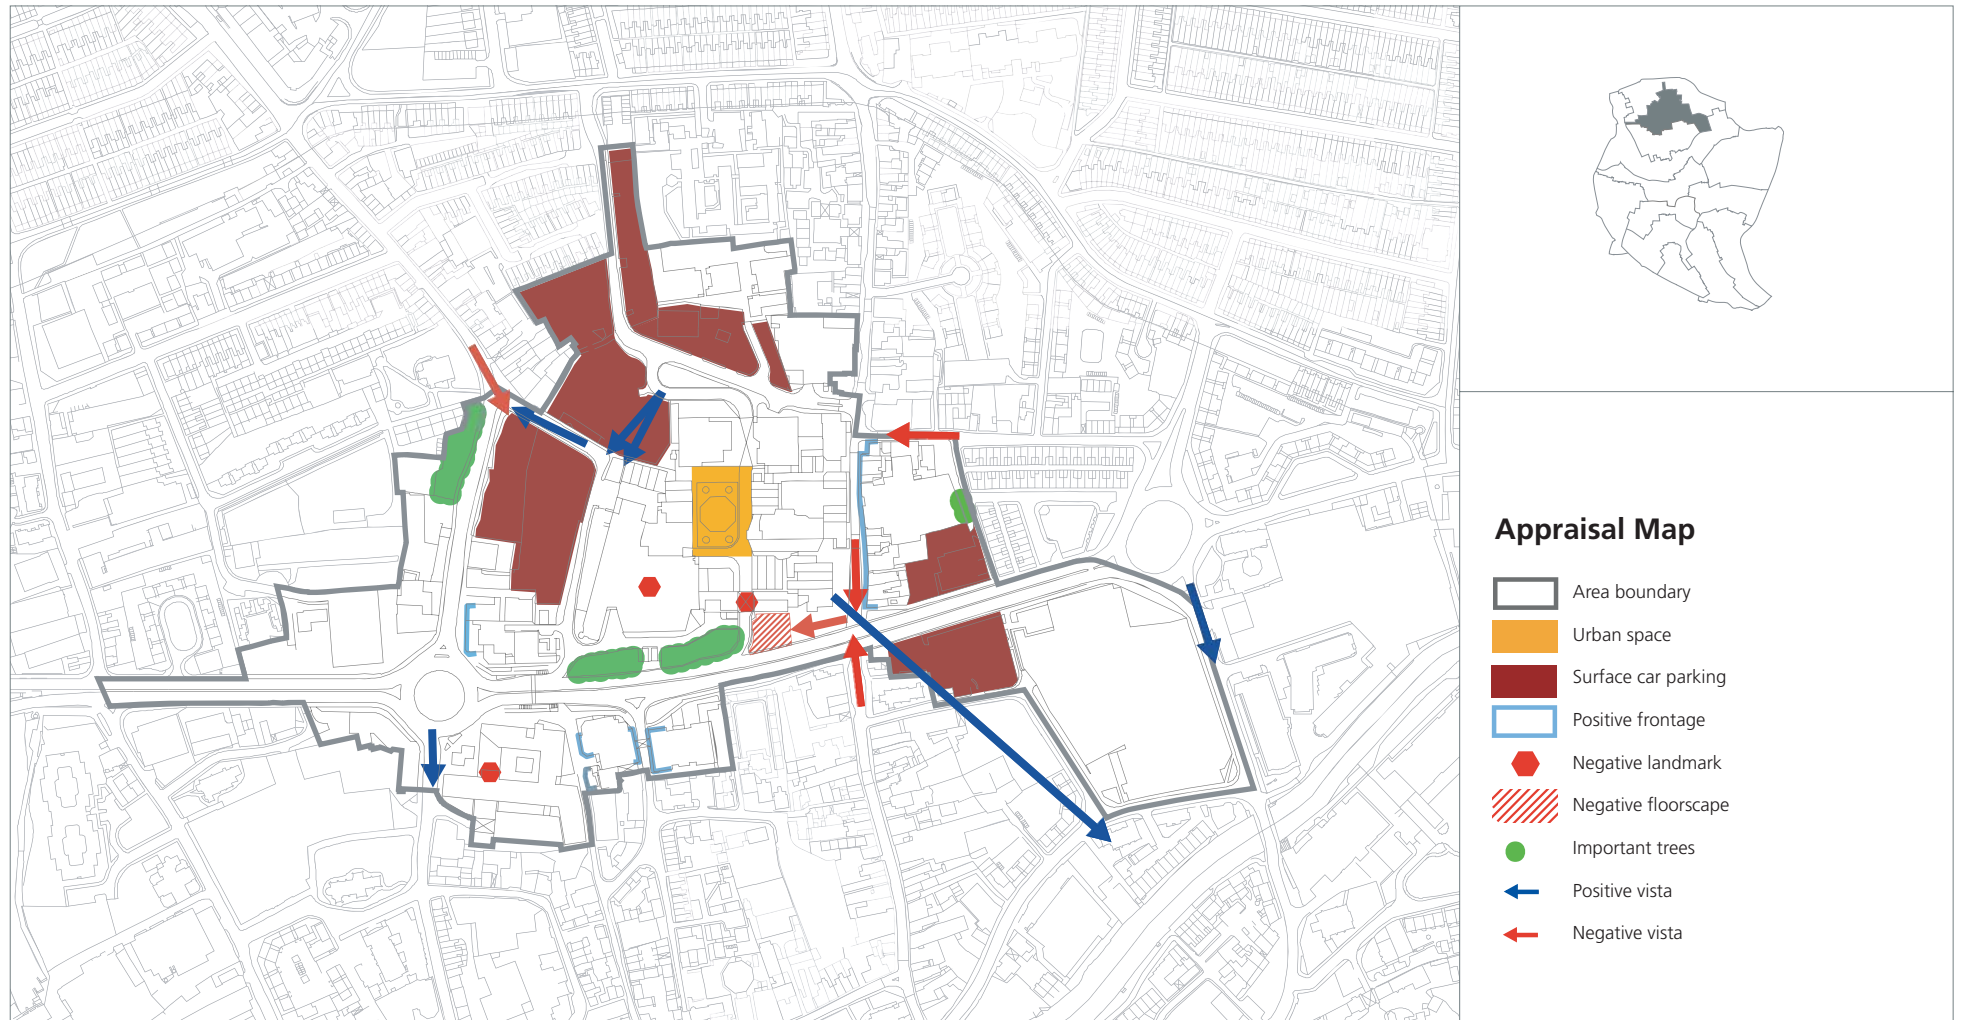 Appraisal Map
Area boundary
Urban space
Surface car parking
Positive frontage
Negative landmark
Negative floorscape
Important trees
Positive vista
Negative vista